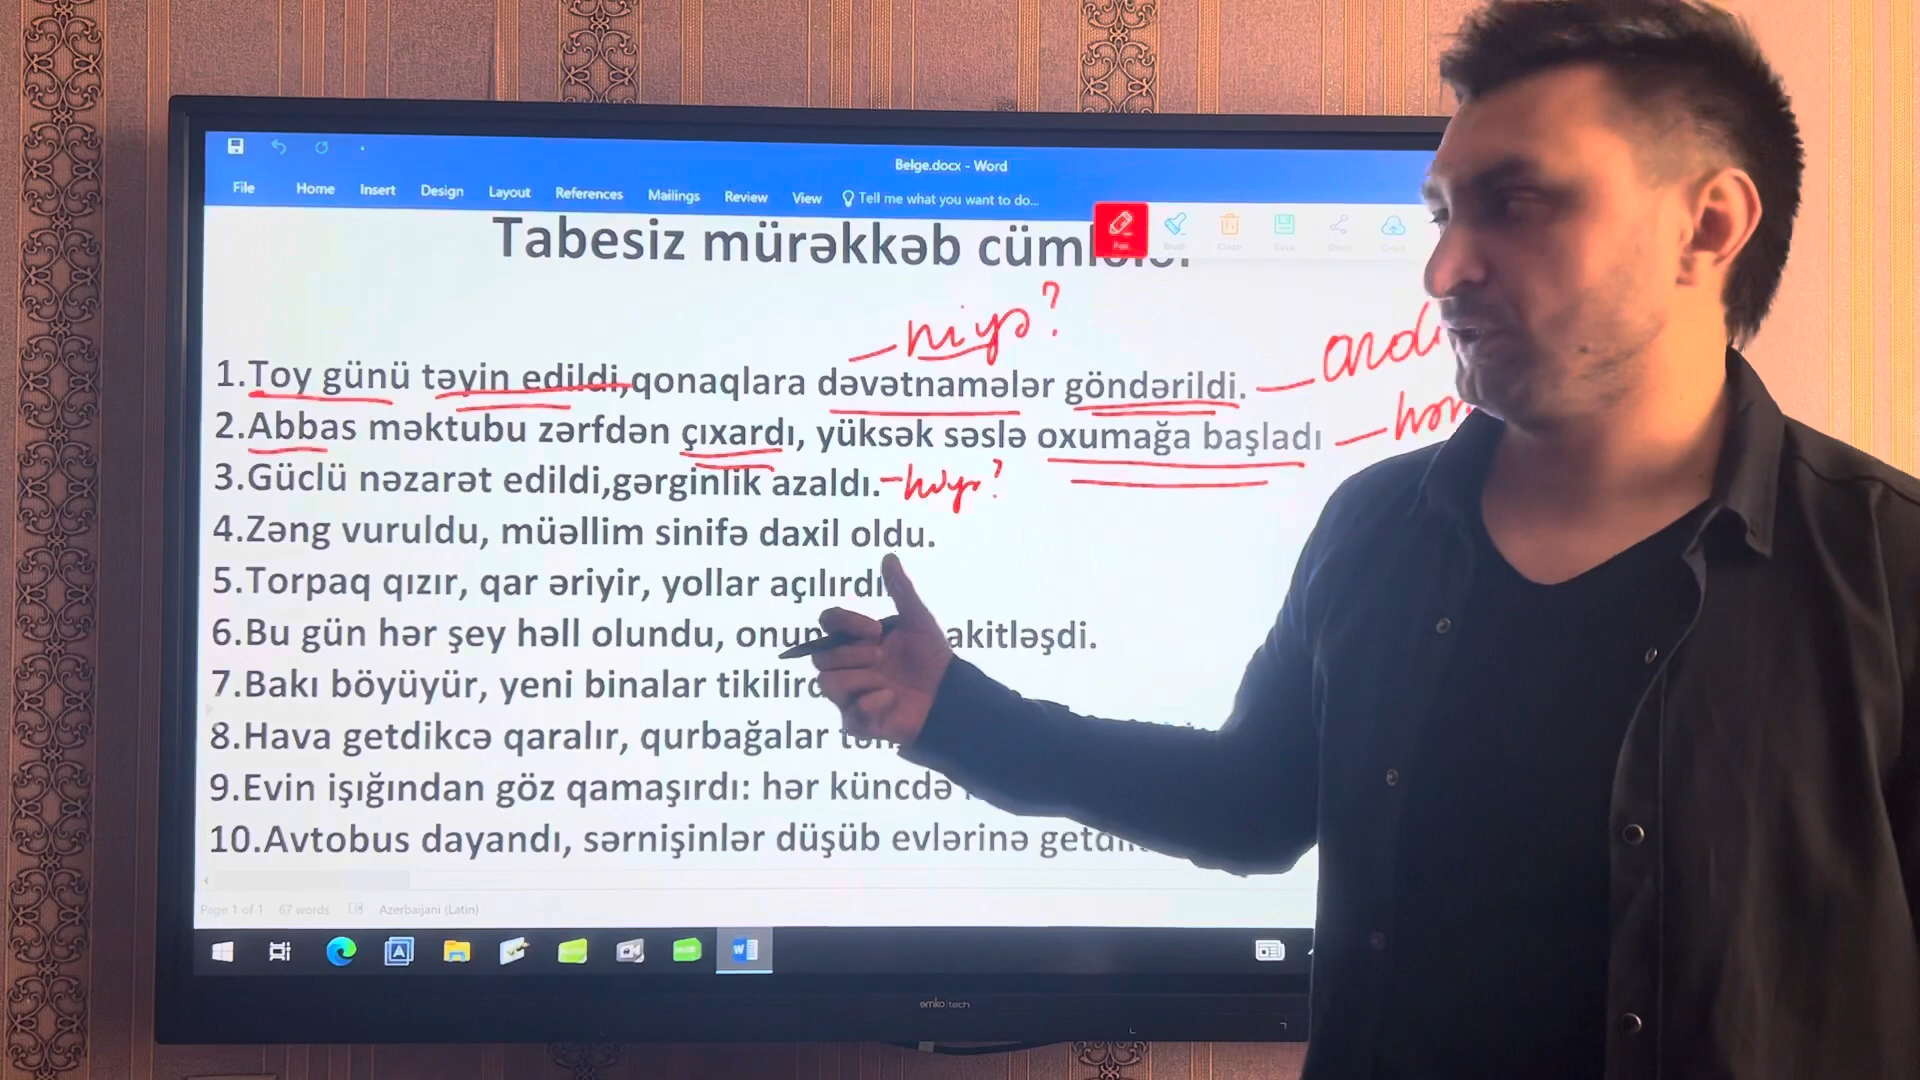 Belge.docx - Word
File Home Insert Design Layout References Mailings Review View Tell me what you want to do...
Tabesiz mürəkkəb
niyə?
1.Toy günü təyin edildi,qonaqlara dəvətnamələr göndərildi.
2.Abbas məktubu zərfdən çıxardı, yüksək səslə oxumağa başladı
3.Güclü nəzarət edildi,gərginlik azaldı.
4.Zəng vuruldu, müəllim sinifə daxil oldu.
5.Torpaq qızır, qar əriyir, yollar açılırdı
6.Bu gün hər şey həll olundu,
7.Bakı böyüyür, yeni binalar
8.Hava getdikcə qaralır, qurbağalar
9.Evin işığından göz qamaşırdı: hər küncdə
10.Avtobus dayandı, sərnişinlər düşüb evlərinə
Page 1 of 1 67 words Azerbaijani (Latin)
emko tech